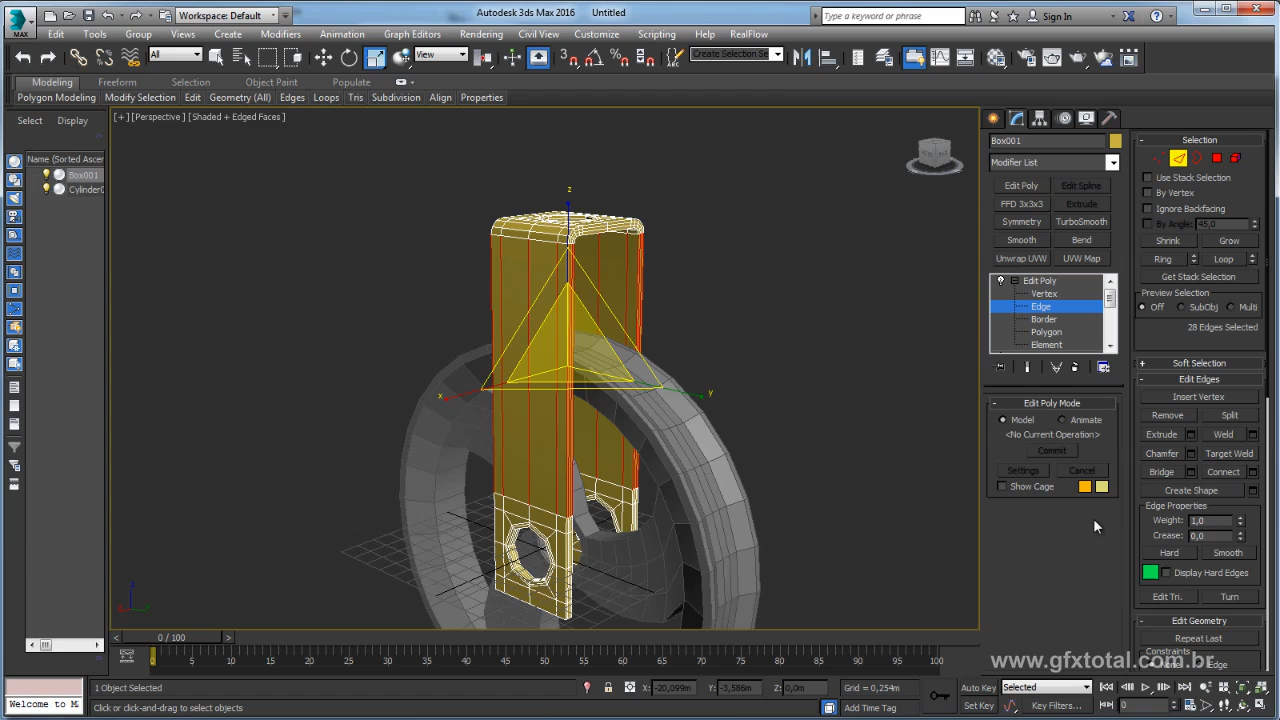 MAX
Workspace: Default
Autodesk 3ds Max 2016 Untitled
Type a keyword or phrase
Sign In
Edit Tools Group Views Create Modifiers Animation Graph Editors Rendering Civil View Customize Scripting Help RealFlow
All
View
Create Selection Se
Modeling Freeform Selection Object Paint Populate
Polygon Modeling Modify Selection Edit Geometry (All) Edges Loops Tris Subdivision Align Properties
Select Display
Name (Sorted Ascen
Box001
Cylinder0
[+] [Perspective] [Shaded + Edged Faces]
z
x
y
Box001
Modifier List
Edit Poly Edit Spline
FFD 3x3x3 Extrude
Symmetry TurboSmooth
Smooth Bend
Unwrap UVW UVW Map
Edit Poly
Vertex
Edge
Border
Polygon
Element
Edit Poly Mode
Model Animate
<No Current Operation>
Commit
Settings Cancel
Show Cage
Selection
Use Stack Selection
By Vertex
Ignore Backfacing
By Angle: 45,0
Shrink Grow
Ring Loop
Get Stack Selection
Preview Selection
Off SubObj Multi
28 Edges Selected
Soft Selection
Edit Edges
Insert Vertex
Remove Split
Extrude Weld
Chamfer Target Weld
Bridge Connect
Create Shape
Edge Properties
Weight: 1,0
Crease: 0,0
Hard Smooth
Display Hard Edges
Edit Tri. Turn
Edit Geometry
Repeat Last
Constraints
None Edge
www.gfxtotal.com.br
0 / 100
0 5 10 15 20 25 30 35 40 45 50 55 60 65 70 75 80 85 90 95 100
1 Object Selected
X: -20,099m Y: -3,586m Z: 0,0m Grid = 0,254m
Auto Key Selected
Welcome to M
Click or click-and-drag to select objects
Add Time Tag
Set Key Key Filters...
0